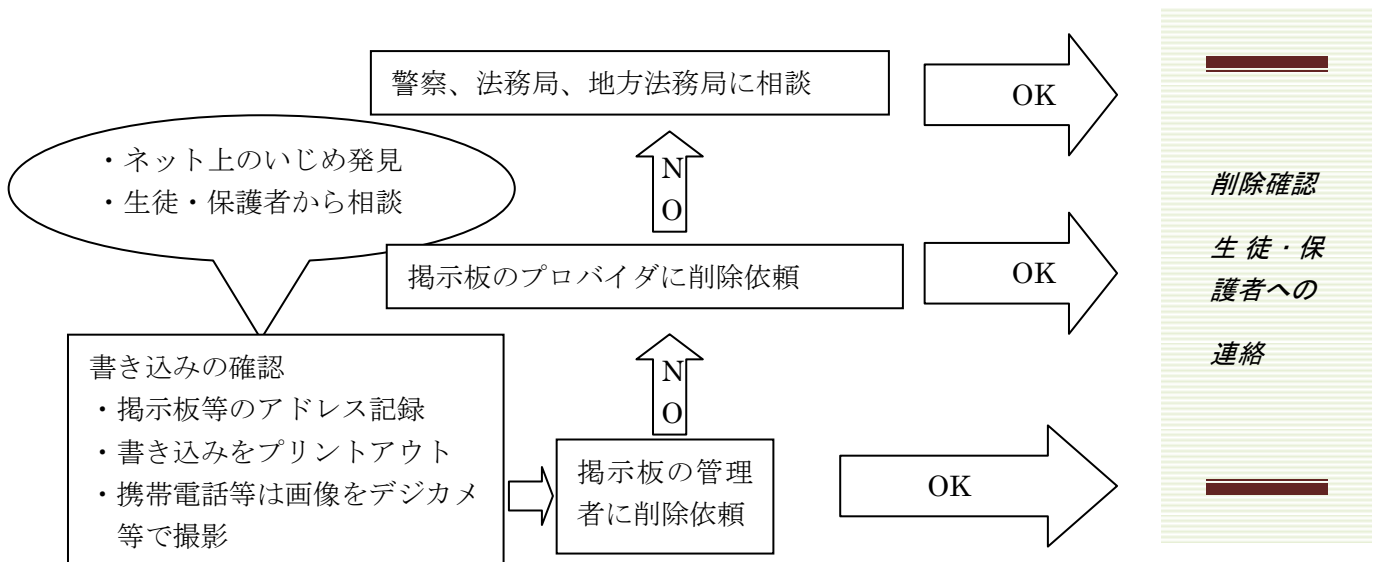 警察、法務局、地方法務局に相談
OK
・ネット上のいじめ発見
・生徒・保護者から相談
N
O
掲示板のプロバイダに削除依頼
OK
書き込みの確認
・掲示板等のアドレス記録
・書き込みをプリントアウト
・携帯電話等は画像をデジカメ
等で撮影
N
O
掲示板の管理
者に削除依頼
OK
削除確認
生徒・保
護者への
連絡